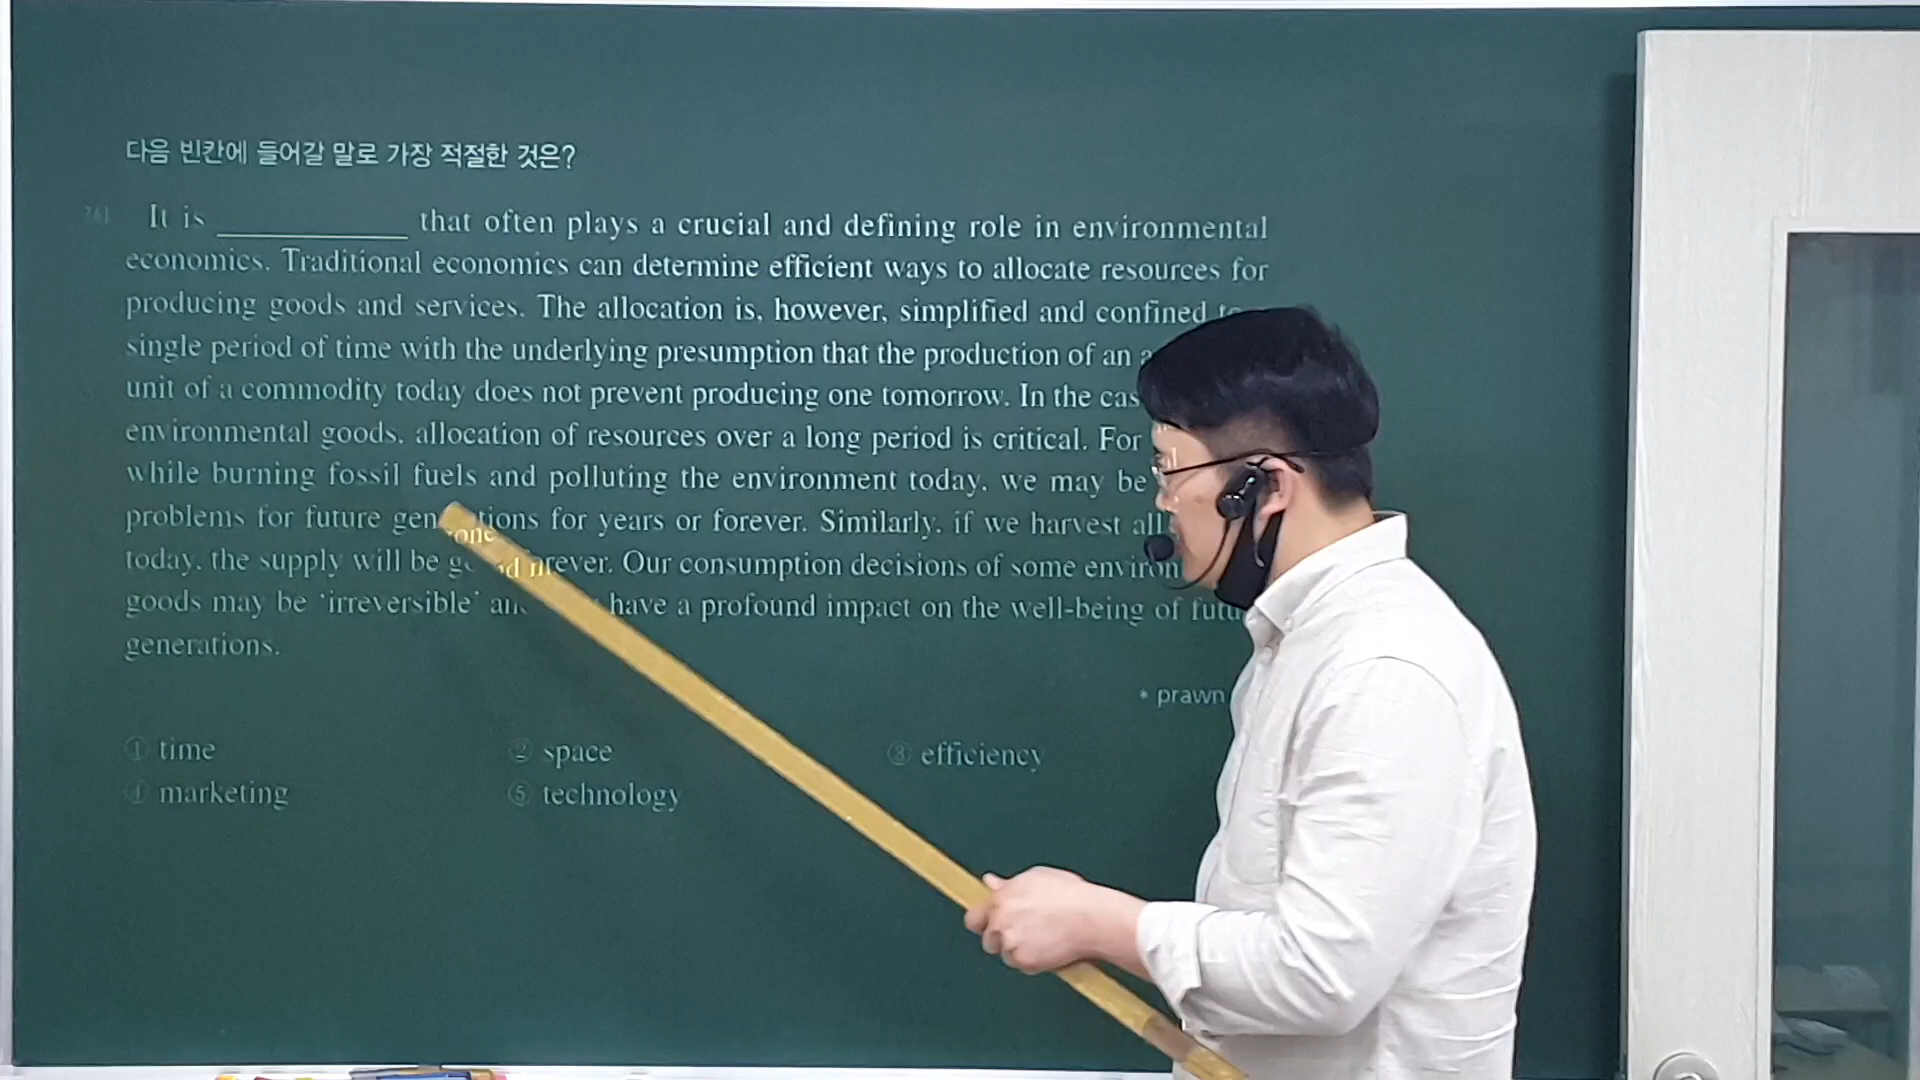 다음 빈칸에 들어갈 말로 가장 적절한 것은?
It is __________ that often plays a crucial and defining role in environmental
economics. Traditional economics can determine efficient ways to allocate resources for
producing goods and services. The allocation is, however, simplified and confined
single period of time with the underlying presumption that the production of an
unit of a commodity today does not prevent producing one tomorrow. In the
environmental goods, allocation of resources over a long period is critical. For
while burning fossil fuels and polluting the environment today, we may be
problems for future generations for years or forever. Similarly, if we harvest all
today, the supply will be forever. Our consumption decisions of some
goods may be 'irreversible' have a profound impact on the well-being of
generations.
* prawn
① time
② space
③ efficiency
④ marketing
⑤ technology